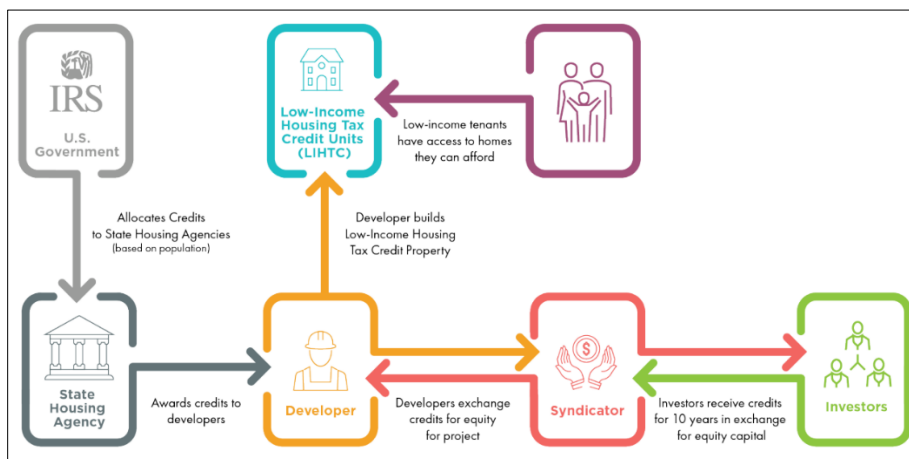 IRS
U.S.
Government
Low-Income
Housing Tax
Credit Units
(LIHTC)
Low-income tenants
have access to homes
they can afford
Allocates Credits
to State Housing Agencies
(based on population)
Developer builds
Low-Income Housing
Tax Credit Property
State
Housing
Agency
Awards credits to
developers
Developer
Developers exchange
credits for equity
for project
$
Syndicator
Investors receive credits
for 10 years in exchange
for equity capital
Investors